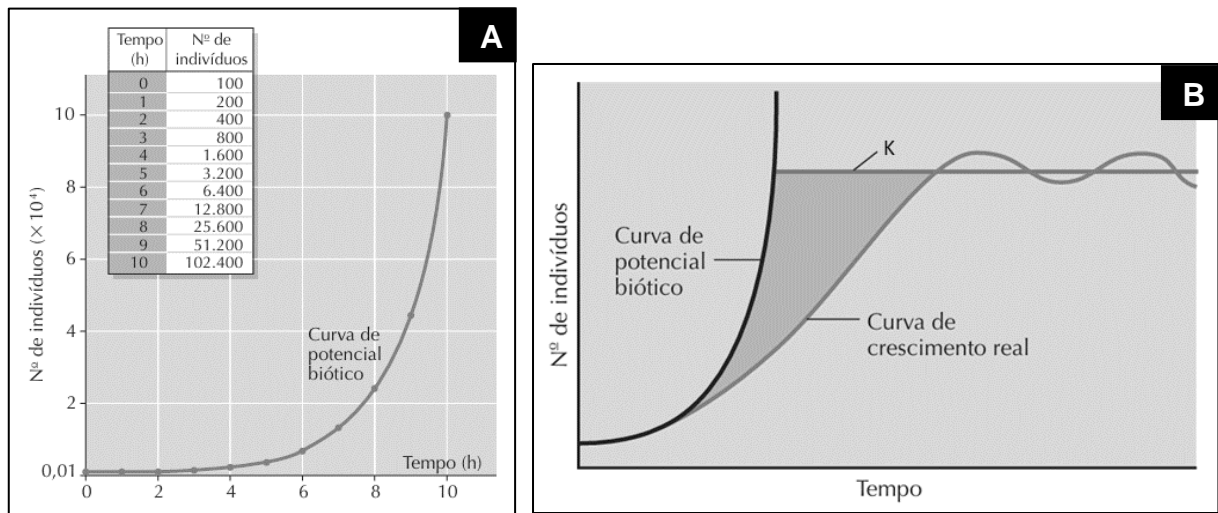 A
Tempo (h) Nº de indivíduos
0 100
1 200
2 400
3 800
4 1.600
5 3.200
6 6.400
7 12.800
8 25.600
9 51.200
10 102.400
Nº de indivíduos (× 10⁴)
10
8
6
4
2
0,01
Curva de
potencial
biótico
Tempo (h)
0 2 4 6 8 10
B
K
Nº de indivíduos
Curva de
potencial
biótico
Curva de
crescimento real
Tempo